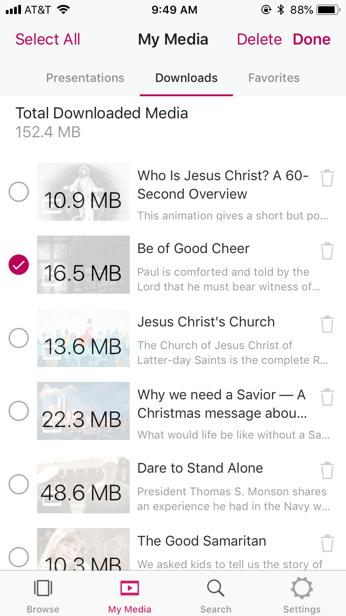 AT&T 9:49 AM 88%
Select All My Media Delete Done
Presentations Downloads Favorites
Total Downloaded Media
152.4 MB
10.9 MB
Who Is Jesus Christ? A 60-
Second Overview
This animation gives a short but po...
16.5 MB
Be of Good Cheer
Paul is comforted and told by the
Lord that he must bear witness of...
13.6 MB
Jesus Christ's Church
The Church of Jesus Christ of
Latter-day Saints is the complete R...
22.3 MB
Why we need a Savior — A
Christmas message abou...
What would life be like without a Sa...
48.6 MB
Dare to Stand Alone
President Thomas S. Monson shares
an experience he had in the Navy w...
10.3 MB
The Good Samaritan
We asked kids to tell us the story of
Browse My Media Search Settings